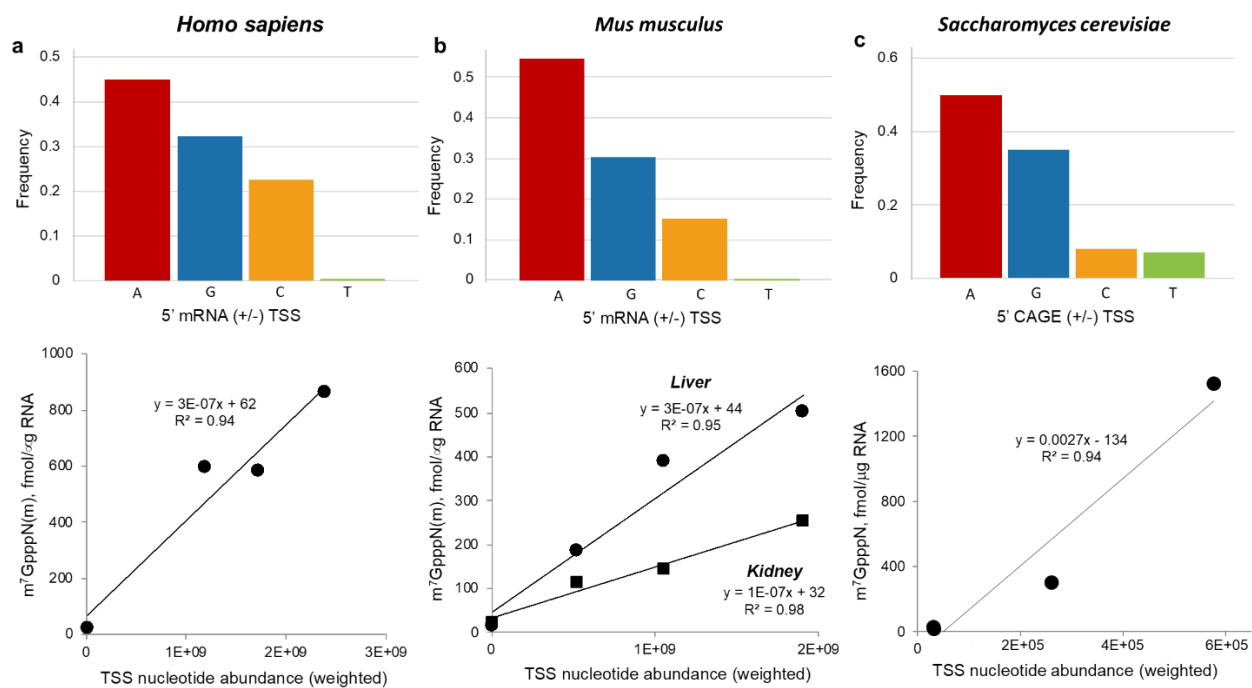 Homo sapiens
Mus musculus
Saccharomyces cerevisiae
a
b
c
0.5
0.4
0.3
0.2
0.1
0
Frequency
A G C T
5' mRNA (+/-) TSS
0.5
0.4
0.3
0.2
0.1
0
Frequency
A G C T
5' mRNA (+/-) TSS
0.6
0.4
0.2
0
Frequency
A G C T
5' CAGE (+/-) TSS
1000
800
600
400
200
0
m⁷GpppN(m), fmol/αg RNA
y = 3E-07x + 62
R² = 0.94
0 1E+09 2E+09 3E+09
TSS nucleotide abundance (weighted)
600
500
400
300
200
100
0
m⁷GpppN(m), fmol/αg RNA
Liver
y = 3E-07x + 44
R² = 0.95
Kidney
y = 1E-07x + 32
R² = 0.98
0 1E+09 2E+09
TSS nucleotide abundance (weighted)
1600
1200
800
400
0
m⁷GpppN, fmol/μg RNA
y = 0.0027x - 134
R² = 0.94
0 2E+05 4E+05 6E+05
TSS nucleotide abundance (weighted)